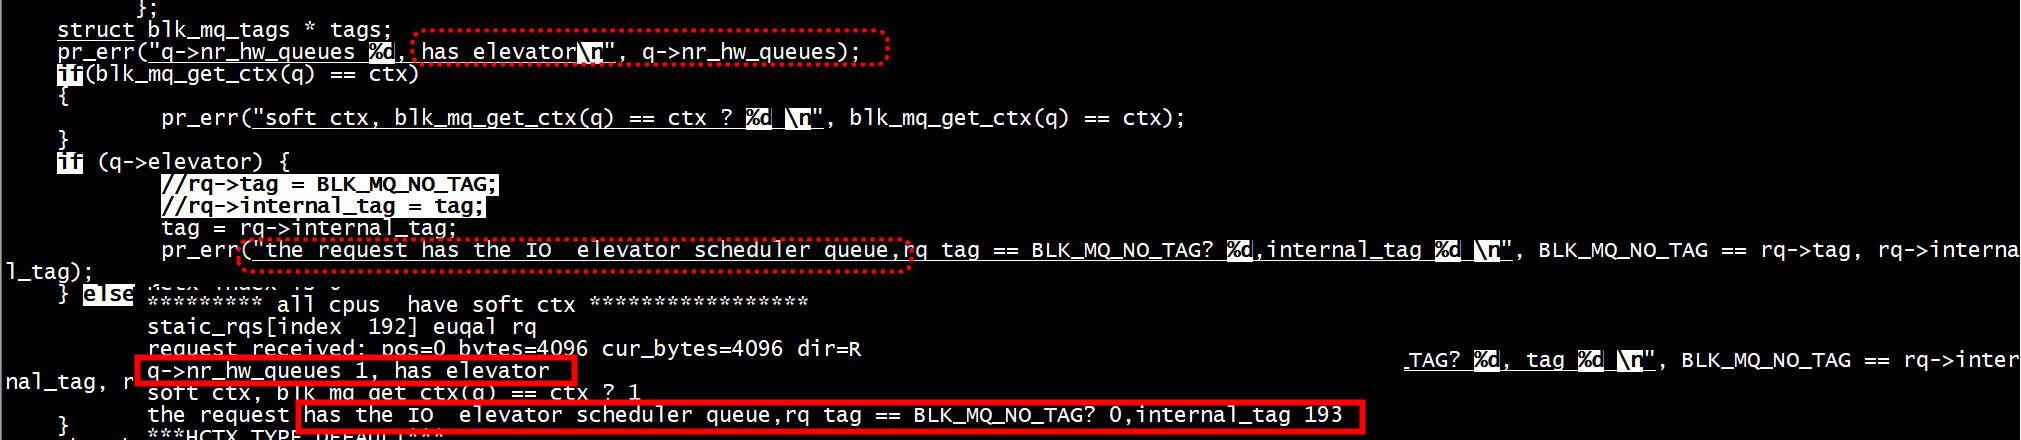 };
struct blk_mq_tags * tags;
pr_err("q->nr_hw_queues %d, has elevator\n", q->nr_hw_queues);
if(blk_mq_get_ctx(q) == ctx)
{
pr_err("soft ctx, blk_mq_get_ctx(q) == ctx ? %d \n", blk_mq_get_ctx(q) == ctx);
}
if (q->elevator) {
//rq->tag = BLK_MQ_NO_TAG;
//rq->internal_tag = tag;
tag = rq->internal_tag;
pr_err("the request has the IO  elevator scheduler queue,rq tag == BLK_MQ_NO_TAG? %d,internal_tag %d \n", BLK_MQ_NO_TAG == rq->tag, rq->interna
l_tag);
} else
********* all cpus  have soft ctx *****************
staic_rqs[index  192] euqal rq
request received: pos=0 bytes=4096 cur_bytes=4096 dir=R
q->nr_hw_queues 1, has elevator
_TAG? %d, tag %d \n", BLK_MQ_NO_TAG == rq->inter
nal_tag, r
soft ctx, blk_mq_get_ctx(q) == ctx ? 1
the request has the IO  elevator scheduler queue,rq tag == BLK_MQ_NO_TAG? 0,internal_tag 193
}
***HCTX_TYPE_DEFAULT***